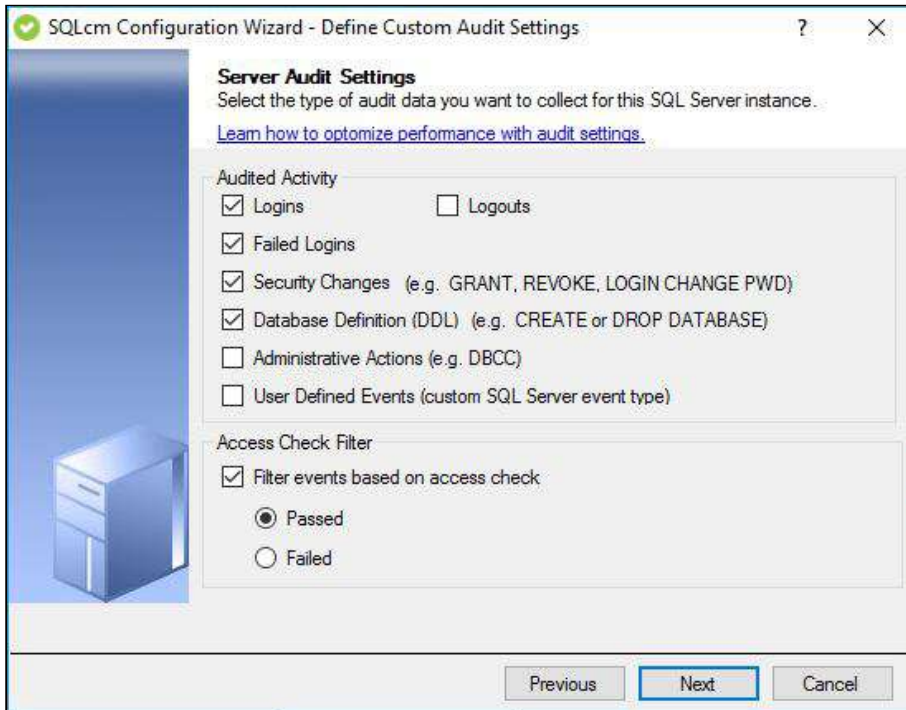 SQLcm Configuration Wizard - Define Custom Audit Settings ?
Server Audit Settings
Select the type of audit data you want to collect for this SQL Server instance.
Learn how to optomize performance with audit settings.
Audited Activity
Logins Logouts
Failed Logins
Security Changes (e.g. GRANT, REVOKE, LOGIN CHANGE PWD)
Database Definition (DDL) (e.g. CREATE or DROP DATABASE)
Administrative Actions (e.g. DBCC)
User Defined Events (custom SQL Server event type)
Access Check Filter
Filter events based on access check
Passed
Failed
Previous Next Cancel